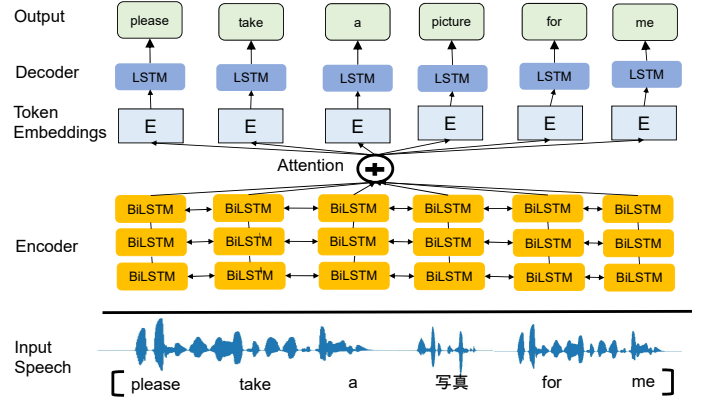 Output please take a picture for me
Decoder LSTM LSTM LSTM LSTM LSTM LSTM
Token
Embeddings E E E E E E
Attention +
BiLSTM BiLSTM BiLSTM BiLSTM BiLSTM BiLSTM
Encoder BiLSTM BiLSTM BiLSTM BiLSTM BiLSTM BiLSTM
BiLSTM BiLSTM BiLSTM BiLSTM BiLSTM BiLSTM
Input
Speech
[ please take a 写真 for me ]